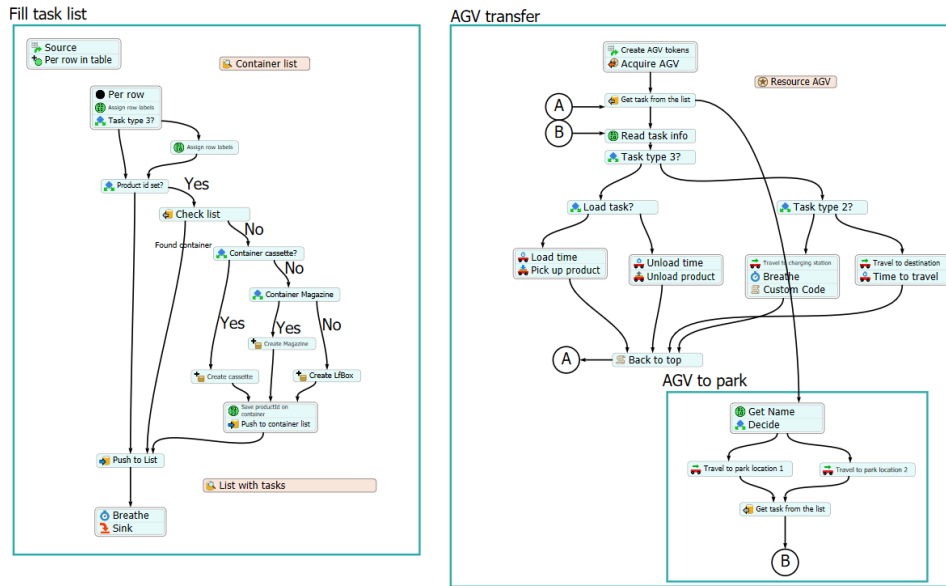 Fill task list
Source
Per row in table
Container list
Per row
Assign row labels
Task type 3?
Assign row labels
Product id set?
Yes
Check list
No
Found container
Container cassette?
No
Container Magazine
Yes
Yes
No
Create Magazine
Create cassette
Create LfBox
Save productId on
container
Push to container list
Push to List
List with tasks
Breathe
Sink
AGV transfer
Create AGV tokens
Acquire AGV
Resource AGV
A
Get task from the list
B
Read task info
Task type 3?
Load task?
Task type 2?
Load time
Pick up product
Unload time
Unload product
Travel to charging station
Breathe
Custom Code
Travel to destination
Time to travel
A
Back to top
AGV to park
Get Name
Decide
Travel to park location 1
Travel to park location 2
Get task from the list
B